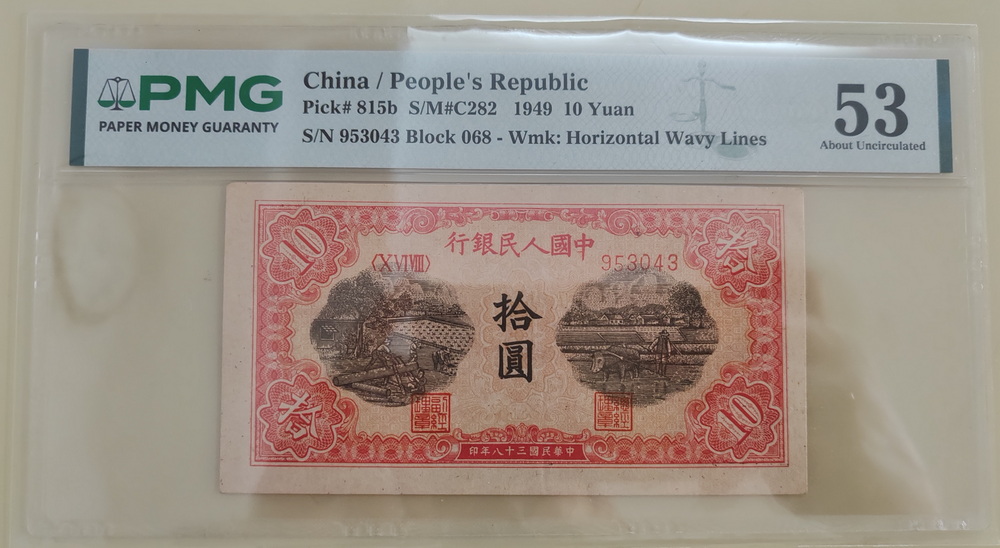 PMG
PAPER MONEY GUARANTY
China / People's Republic
Pick# 815b S/M#C282 1949 10 Yuan
S/N 953043 Block 068 - Wmk: Horizontal Wavy Lines
53
About Uncirculated
行銀民人國中
10
拾
〈X VI VIII〉
953043
拾圓
拾
10
印年八十三國民華中